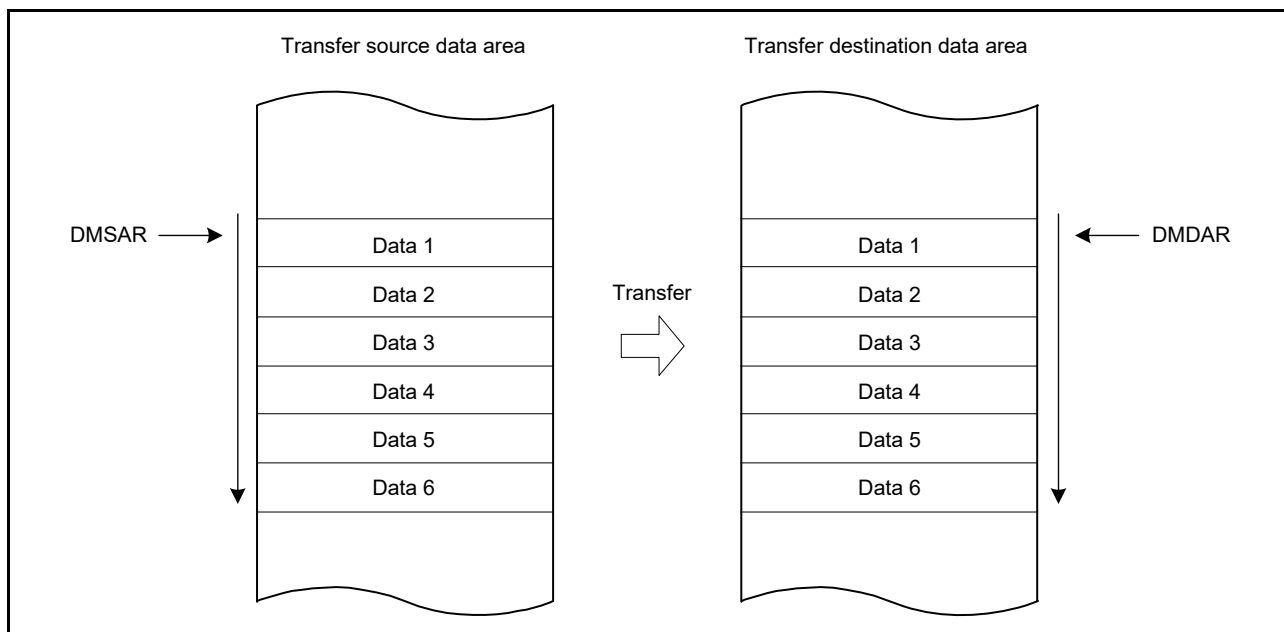 Transfer source data area
Transfer destination data area
DMSAR
Data 1
Data 2
Data 3
Data 4
Data 5
Data 6
Transfer
Data 1
Data 2
Data 3
Data 4
Data 5
Data 6
DMDAR